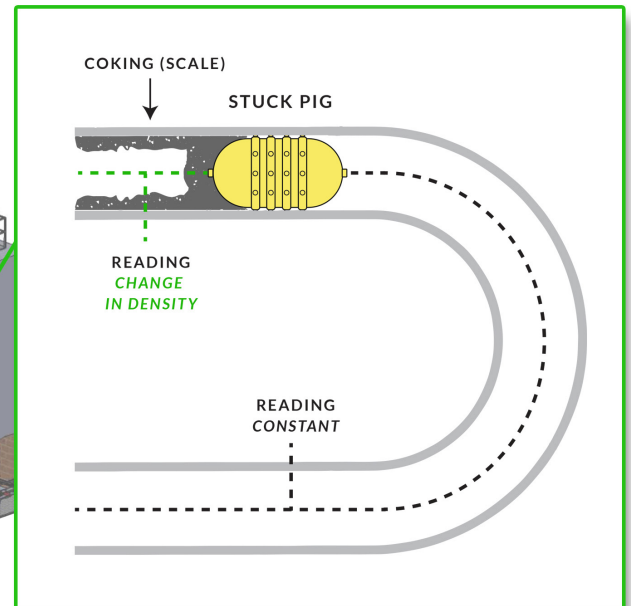 COKING (SCALE)
STUCK PIG
READING
CHANGE
IN DENSITY
READING
CONSTANT